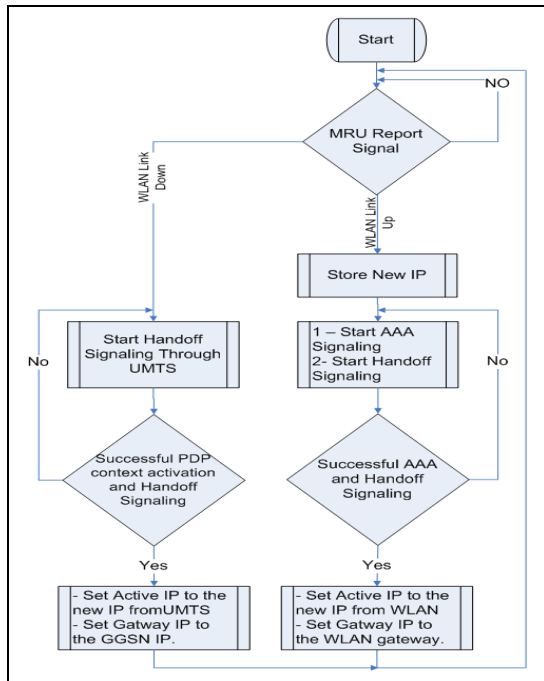 Start
NO
MRU Report
Signal
WLAN Link
Down
WLAN Link
Up
Store New IP
Start Handoff
Signaling Through
UMTS
1 – Start AAA
Signaling
2- Start Handoff
Signaling
No
No
Successful PDP
context activation
and Handoff
Signaling
Successful AAA
and Handoff
Signaling
Yes
Yes
- Set Active IP to the
new IP fromUMTS
- Set Gatway IP to
the GGSN IP.
- Set Active IP to the
new IP from WLAN
- Set Gatway IP to
the WLAN gateway.